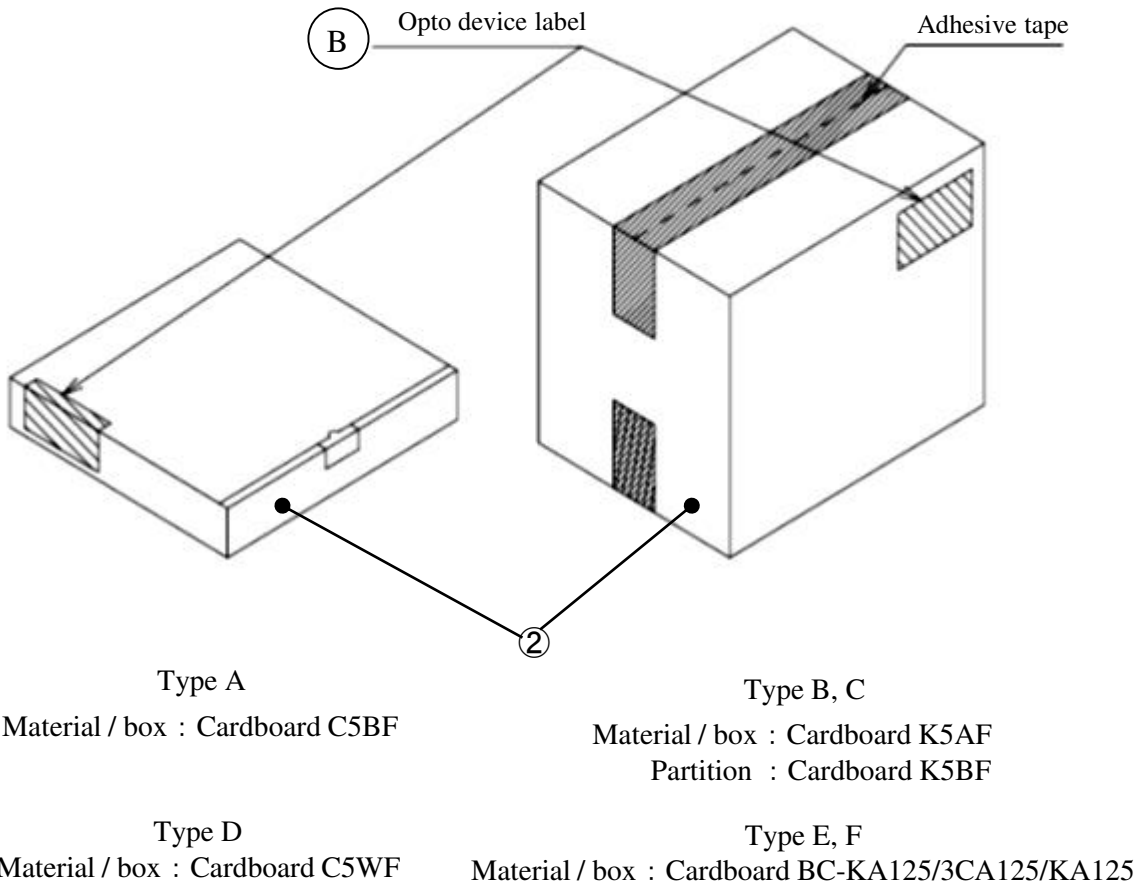 B
Opto device label
Adhesive tape
②
Type A
Material / box : Cardboard C5BF
Type B, C
Material / box : Cardboard K5AF
Partition : Cardboard K5BF
Type D
Material / box : Cardboard C5WF
Type E, F
Material / box : Cardboard BC-KA125/3CA125/KA125